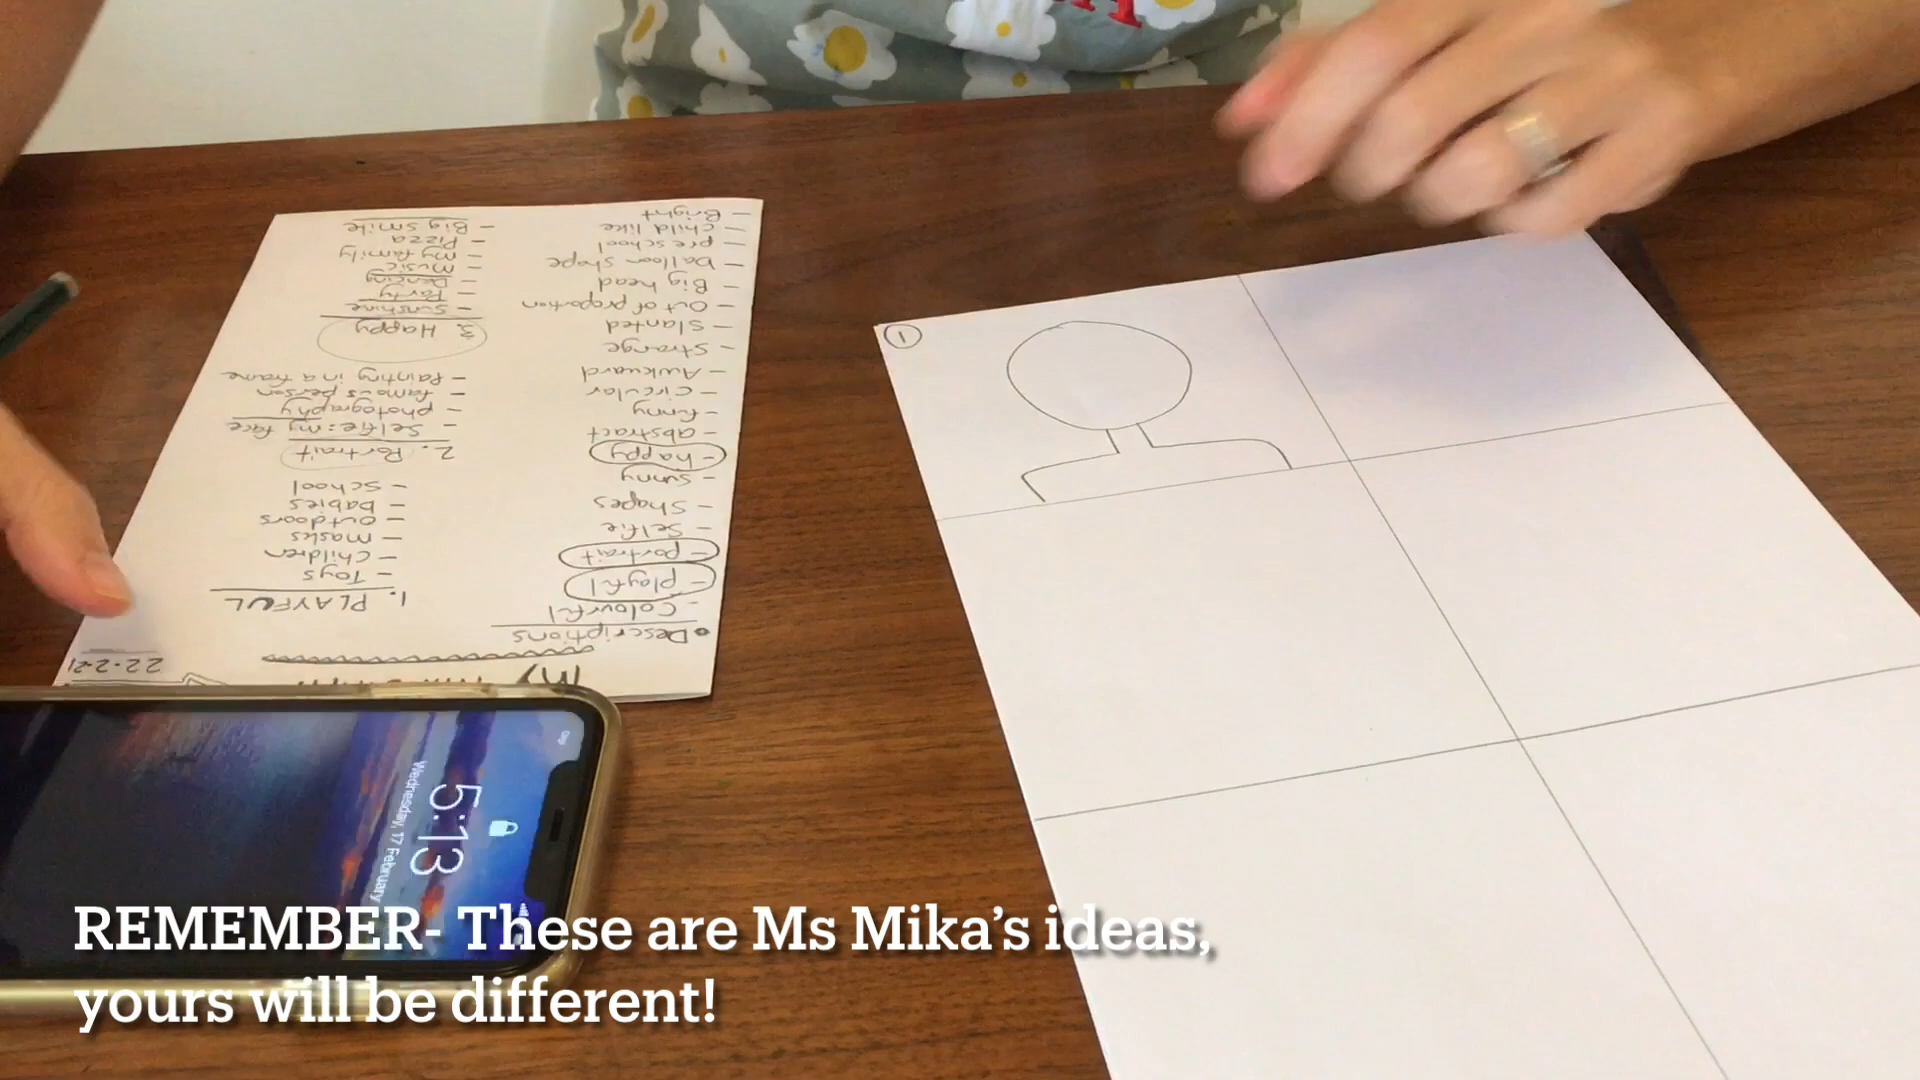 22-2-21
My
• Descriptions
- Colourful
- playful
- portrait
- Selfie
- Shapes
- sunny
- happy
- abstract
- funny
- circular
- Awkward
- Strange
- Slanted
- Out of proportion
- Big head
- balloon shape
- preschool
- child like
- Bright
1. PLAYFUL
- Toys
- Children
- masks
- outdoors
- babies
- School
2. Portrait
- Selfie: my face
- photography
- famous person
- Painting in a frame
3. Happy
- Sunshine
- Party
- Dancing
- music
- my family
- Pizza
- Big smile
1
5:13
Wednesday, 17 February
REMEMBER- These are Ms Mika’s ideas,
yours will be different!